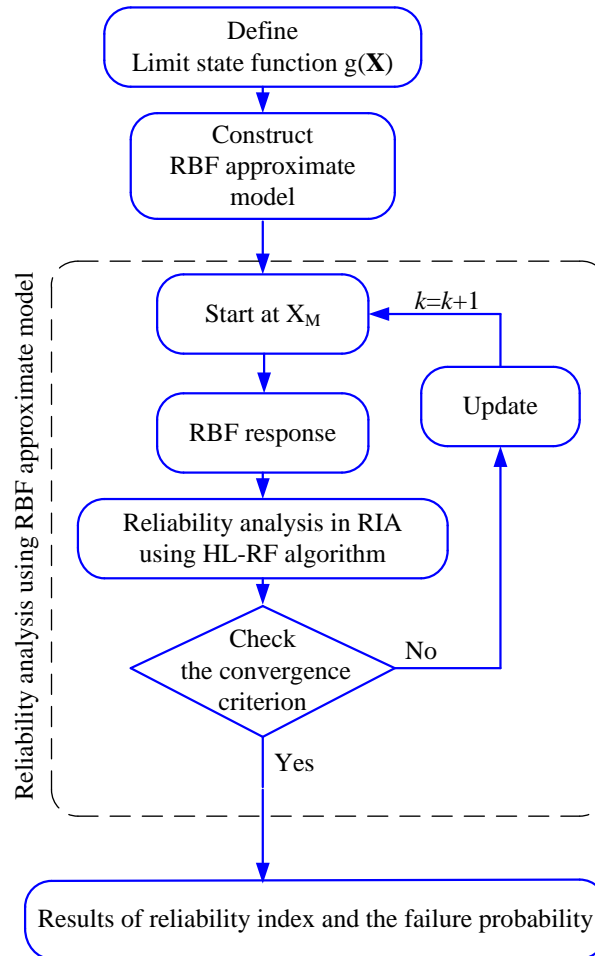 Define
Limit state function g(X)
Construct
RBF approximate
model
Reliability analysis using RBF approximate model
Start at X_M
k=k+1
RBF response
Update
Reliability analysis in RIA
using HL-RF algorithm
Check
the convergence
criterion
No
Yes
Results of reliability index and the failure probability